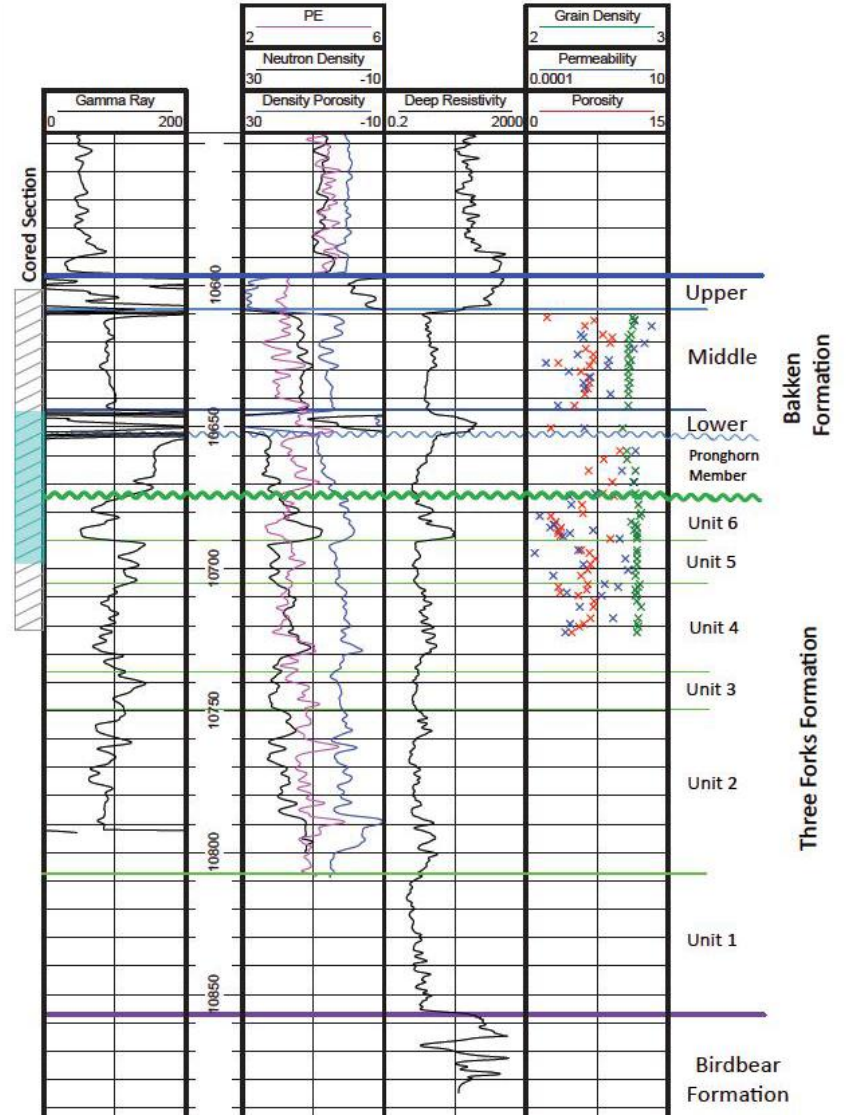 PE
2 6
Grain Density
2 3
Neutron Density
30 -10
Permeability
0.0001 10
Gamma Ray
0 200
Density Porosity
30 -10
Deep Resistivity
0.2 2000
Porosity
0 15
Cored Section
10600
10650
10700
10750
10800
10850
Upper
Middle
Lower
Pronghorn
Member
Unit 6
Unit 5
Unit 4
Unit 3
Unit 2
Unit 1
Birdbear
Formation
Bakken
Formation
Three Forks Formation